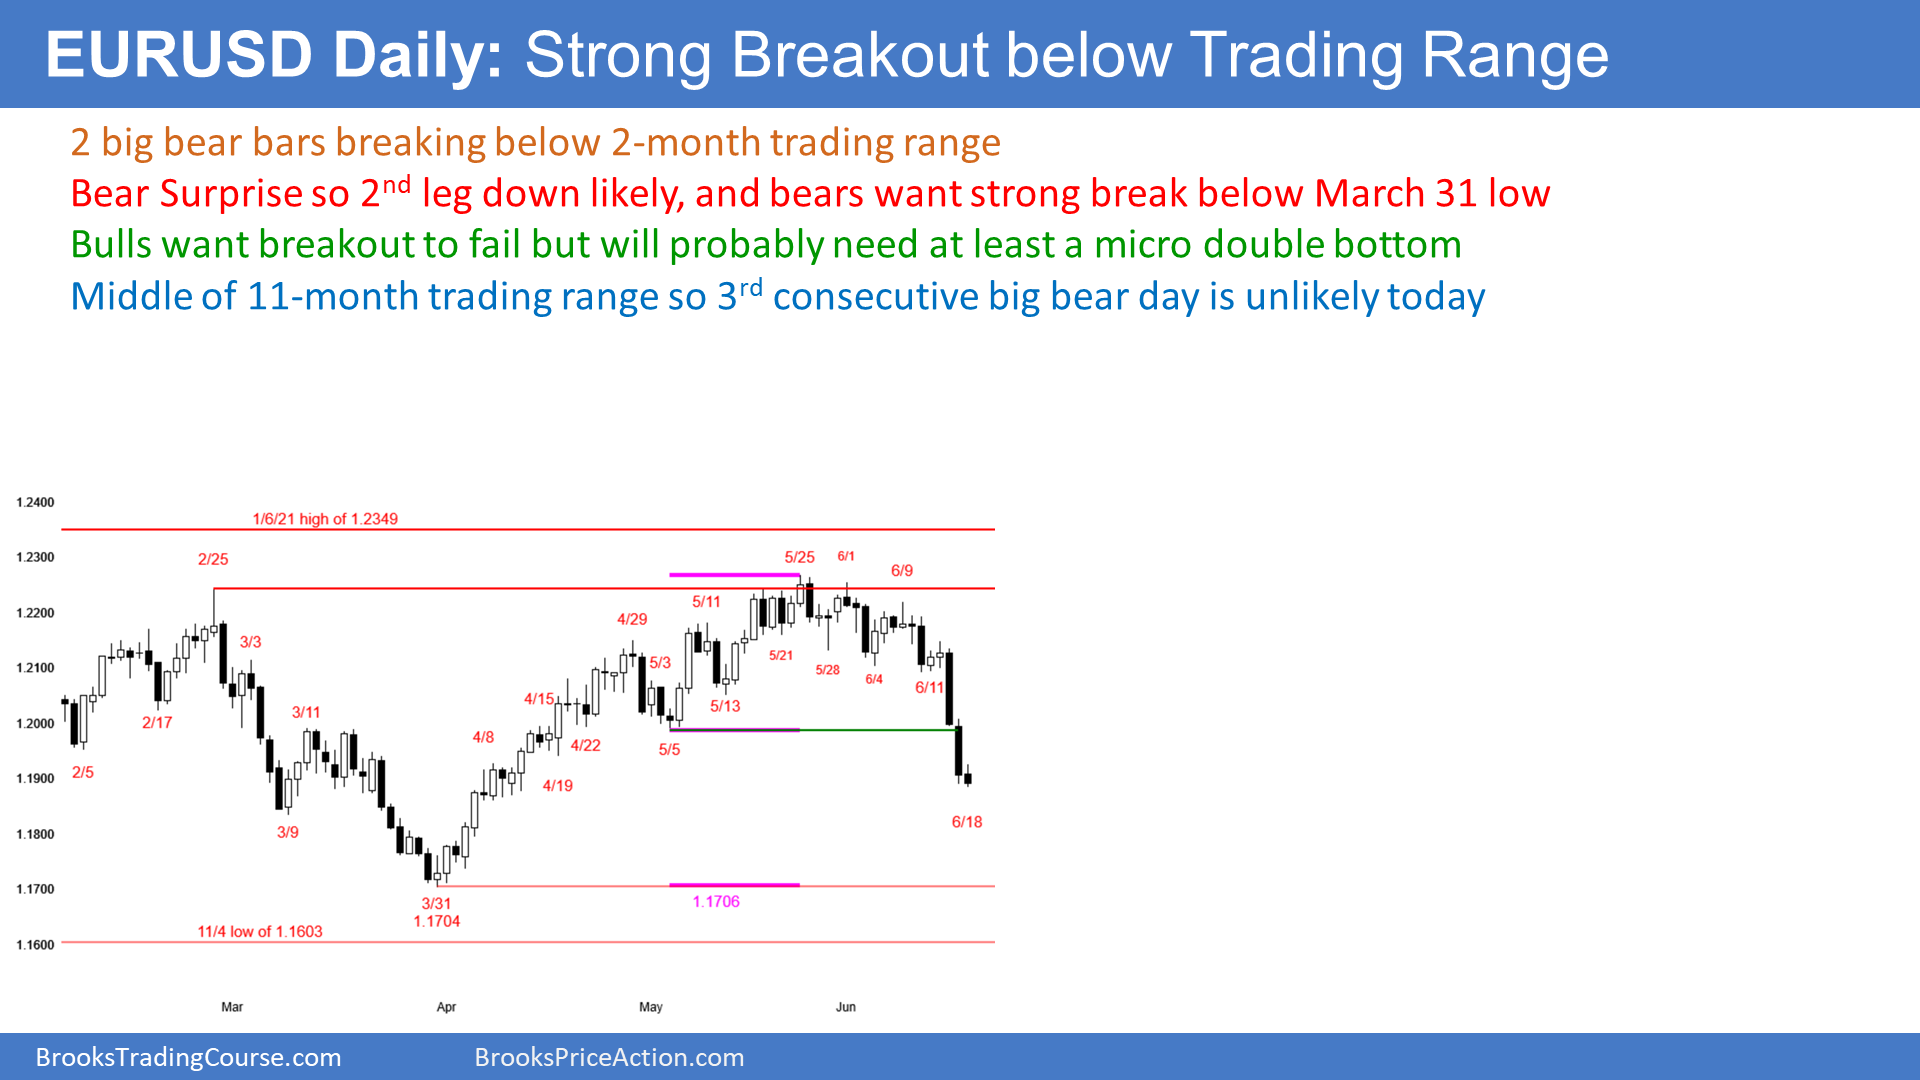 EURUSD Daily: Strong Breakout below Trading Range
2 big bear bars breaking below 2-month trading range
Bear Surprise so 2nd leg down likely, and bears want strong break below March 31 low
Bulls want breakout to fail but will probably need at least a micro double bottom
Middle of 11-month trading range so 3rd consecutive big bear day is unlikely today
1.2400
1/6/21 high of 1.2349
1.2300
2/25
5/25
6/1
6/9
1.2200
5/11
4/29
3/3
5/21
1.2100
5/3
5/28
6/4
6/11
4/15
5/13
3/11
1.2000
2/17
4/8
4/22
5/5
2/5
1.1900
4/19
6/18
3/9
1.1800
1.1700
3/31
1.1706
1.1704
11/4 low of 1.1603
1.1600
Mar
Apr
May
Jun
BrooksTradingCourse.com
BrooksPriceAction.com